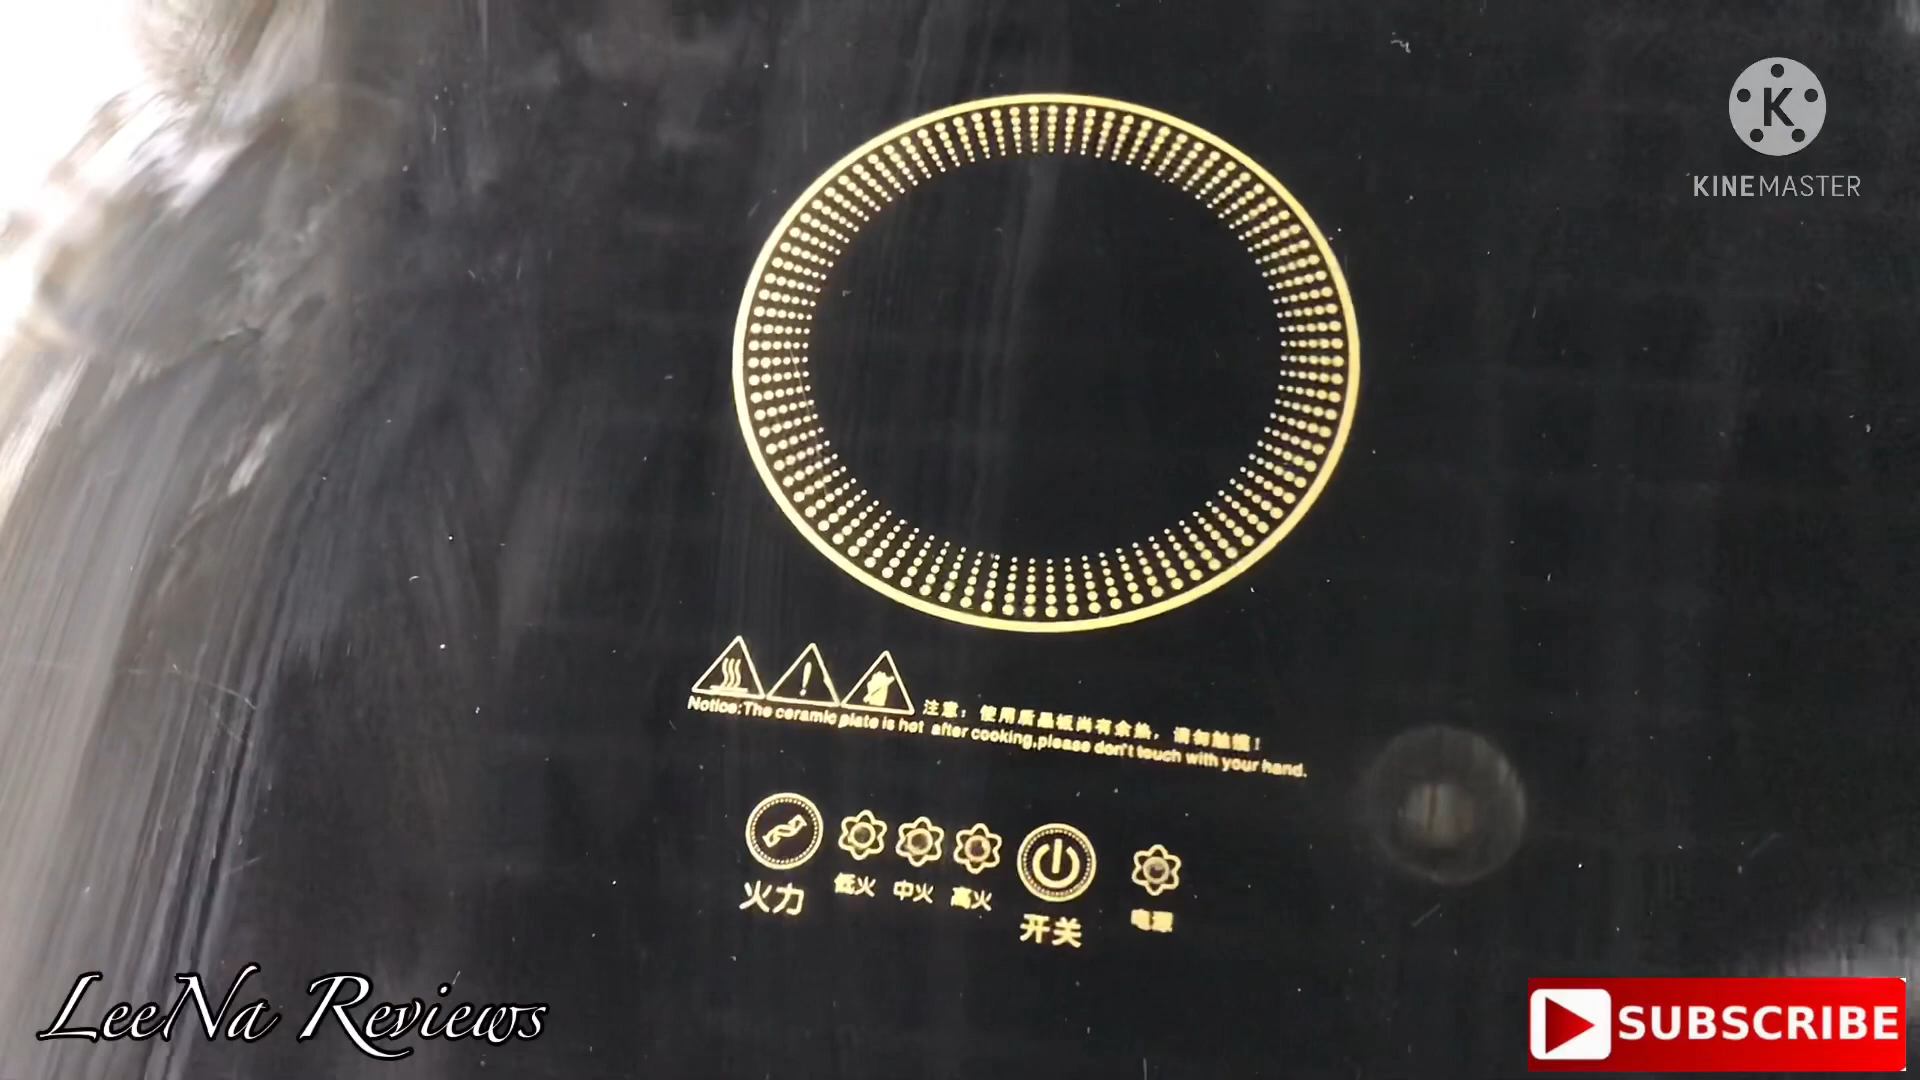 K
KINEMASTER
注意：使用后晶板尚有余热，请勿触摸！
Notice:The ceramic plate is hot after cooking,please don't touch with your hand.
火力
低火
中火
高火
开关
电源
LeeNa Reviews
SUBSCRIBE